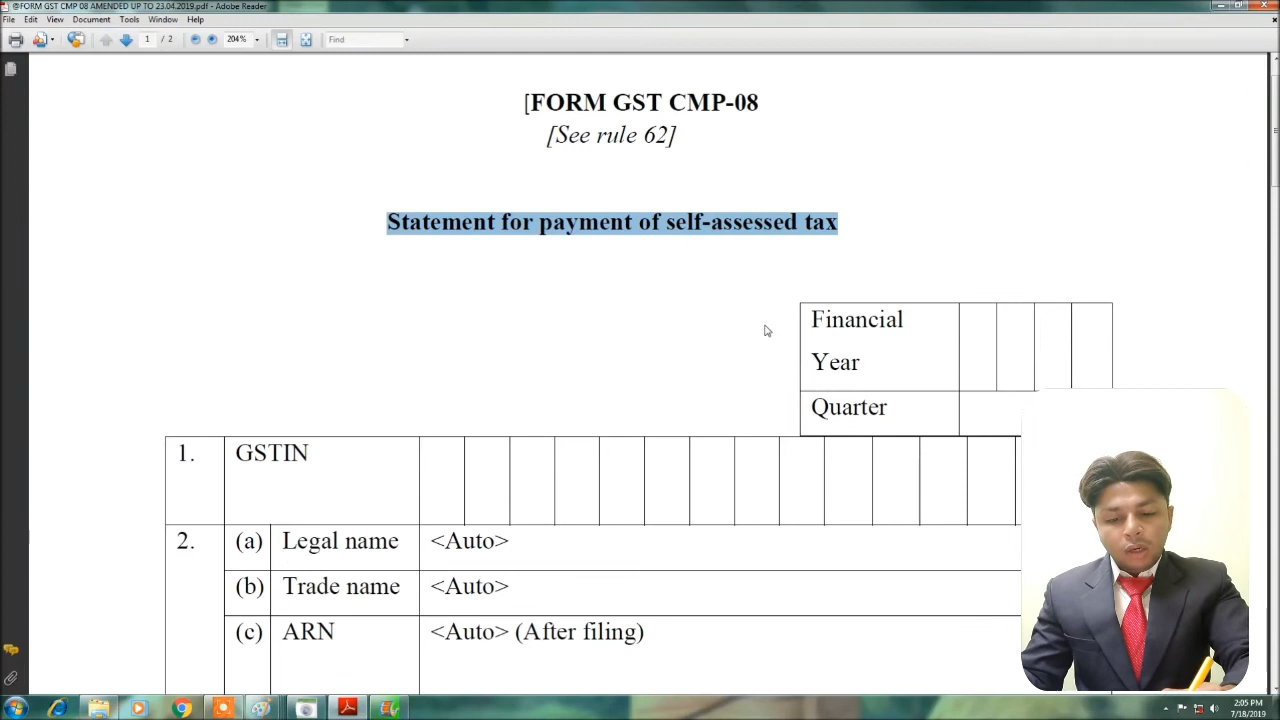 @FORM GST CMP 08 AMENDED UP TO 23.04.2019.pdf - Adobe Reader
File Edit View Document Tools Window Help
1 / 2 204% Find
[FORM GST CMP-08
[See rule 62]
Statement for payment of self-assessed tax
Financial
Year
Quarter
1. GSTIN
2. (a) Legal name <Auto>
(b) Trade name <Auto>
(c) ARN <Auto> (After filing)
2:05 PM
7/18/2019